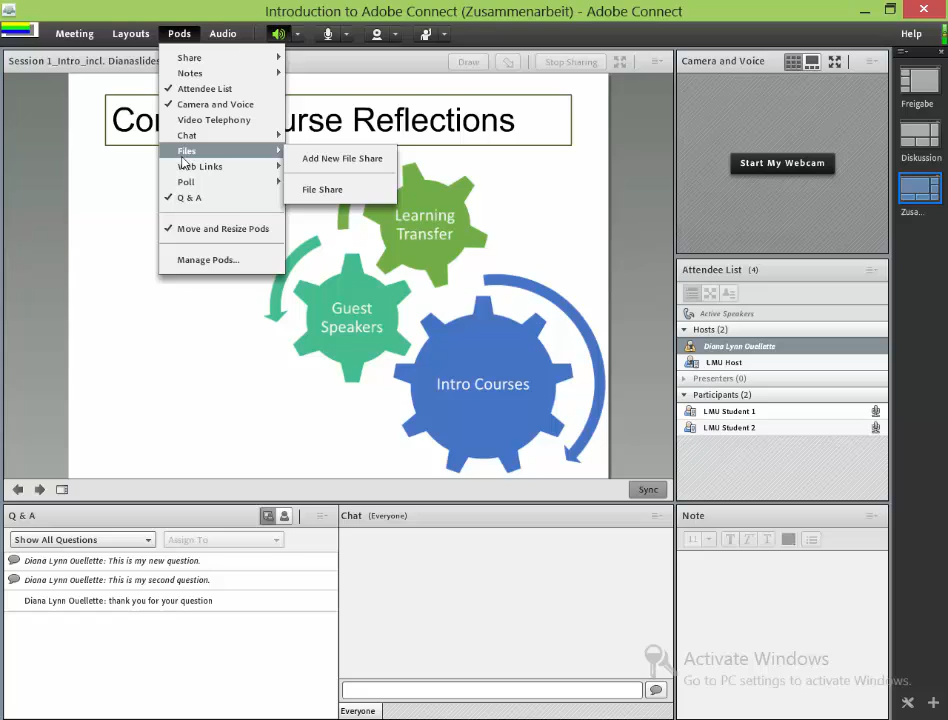 Introduction to Adobe Connect (Zusammenarbeit) - Adobe Connect
Meeting Layouts Pods Audio Help
Session 1_Intro_incl. Dianaslides
Draw
Stop Sharing
Share
Notes
Attendee List
Camera and Voice
Video Telephony
Chat
Files
Web Links
Poll
Q & A
Move and Resize Pods
Manage Pods...
Add New File Share
File Share
Reflections
Learning
Transfer
Guest
Speakers
Intro Courses
Sync
Camera and Voice
Start My Webcam
Attendee List (4)
Active Speakers
Hosts (2)
Diana Lynn Ouellette
LMU Host
Presenters (0)
Participants (2)
LMU Student 1
LMU Student 2
Freigabe
Diskussion
Zusa...
Q & A
Show All Questions
Assign To
Diana Lynn Ouellette: This is my new question.
Diana Lynn Ouellette: This is my second question.
Diana Lynn Ouellette: thank you for your question
Chat (Everyone)
Everyone
Note
11
T T T
Activate Windows
Go to PC settings to activate Windows.